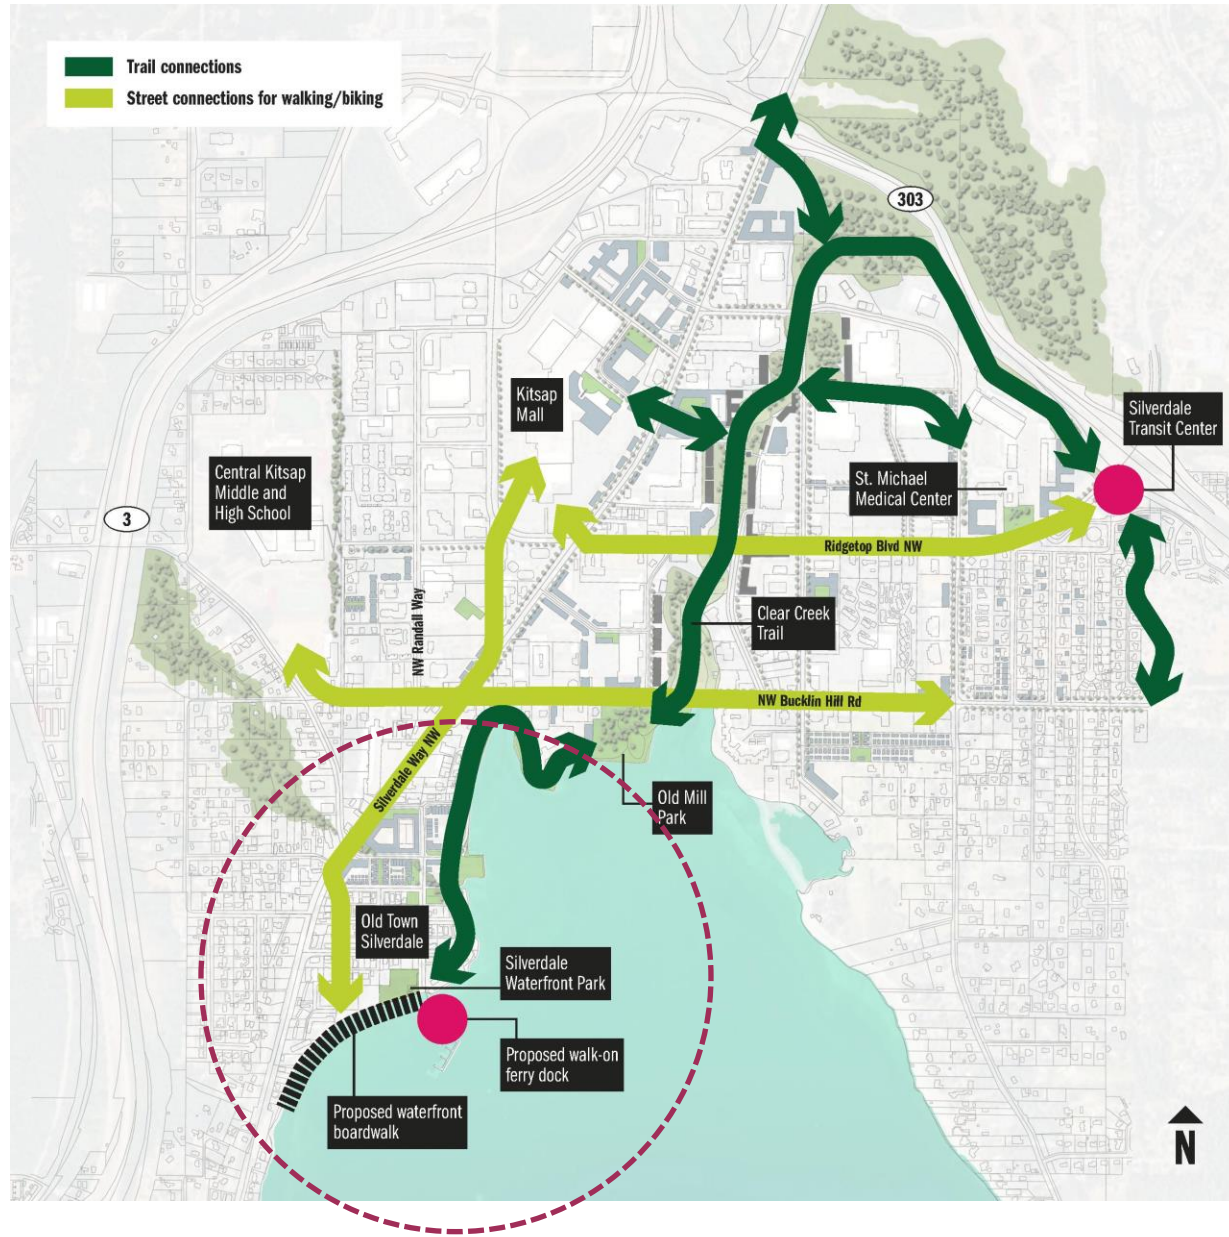 Trail connections
Street connections for walking/biking
303
Kitsap
Mall
Silverdale
Transit Center
Central Kitsap
Middle and
High School
St. Michael
Medical Center
3
Ridgetop Blvd NW
NW Randall Way
Clear Creek
Trail
NW Bucklin Hill Rd
Silverdale Way NW
Old Mill
Park
Old Town
Silverdale
Silverdale
Waterfront Park
Proposed walk-on
ferry dock
Proposed waterfront
boardwalk
N